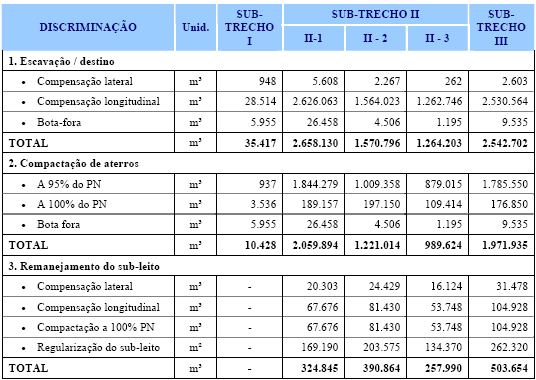 DISCRIMINAÇÃO Unid. SUB-TRECHO I SUB-TRECHO II SUB-TRECHO III
II-1 II - 2 II - 3
1. Escavação / destino
• Compensação lateral m³ 948 5.608 2.267 262 2.603
• Compensação longitudinal m³ 28.514 2.626.063 1.564.023 1.262.746 2.530.564
• Bota-fora m³ 5.955 26.458 4.506 1.195 9.535
TOTAL m³ 35.417 2.658.130 1.570.796 1.264.203 2.542.702
2. Compactação de aterros
• A 95% do PN m³ 937 1.844.279 1.009.358 879.015 1.785.550
• A 100% do PN m³ 3.536 189.157 197.150 109.414 176.850
• Bota fora m³ 5.955 26.458 4.506 1.195 9.535
TOTAL m³ 10.428 2.059.894 1.221.014 989.624 1.971.935
3. Remanejamento do sub-leito
• Compensação lateral m³ - 20.303 24.429 16.124 31.478
• Compensação longitudinal m³ - 67.676 81.430 53.748 104.928
• Compactação a 100% PN m³ - 67.676 81.430 53.748 104.928
• Regularização do sub-leito m² - 169.190 203.575 134.370 262.320
TOTAL m³ - 324.845 390.864 257.990 503.654